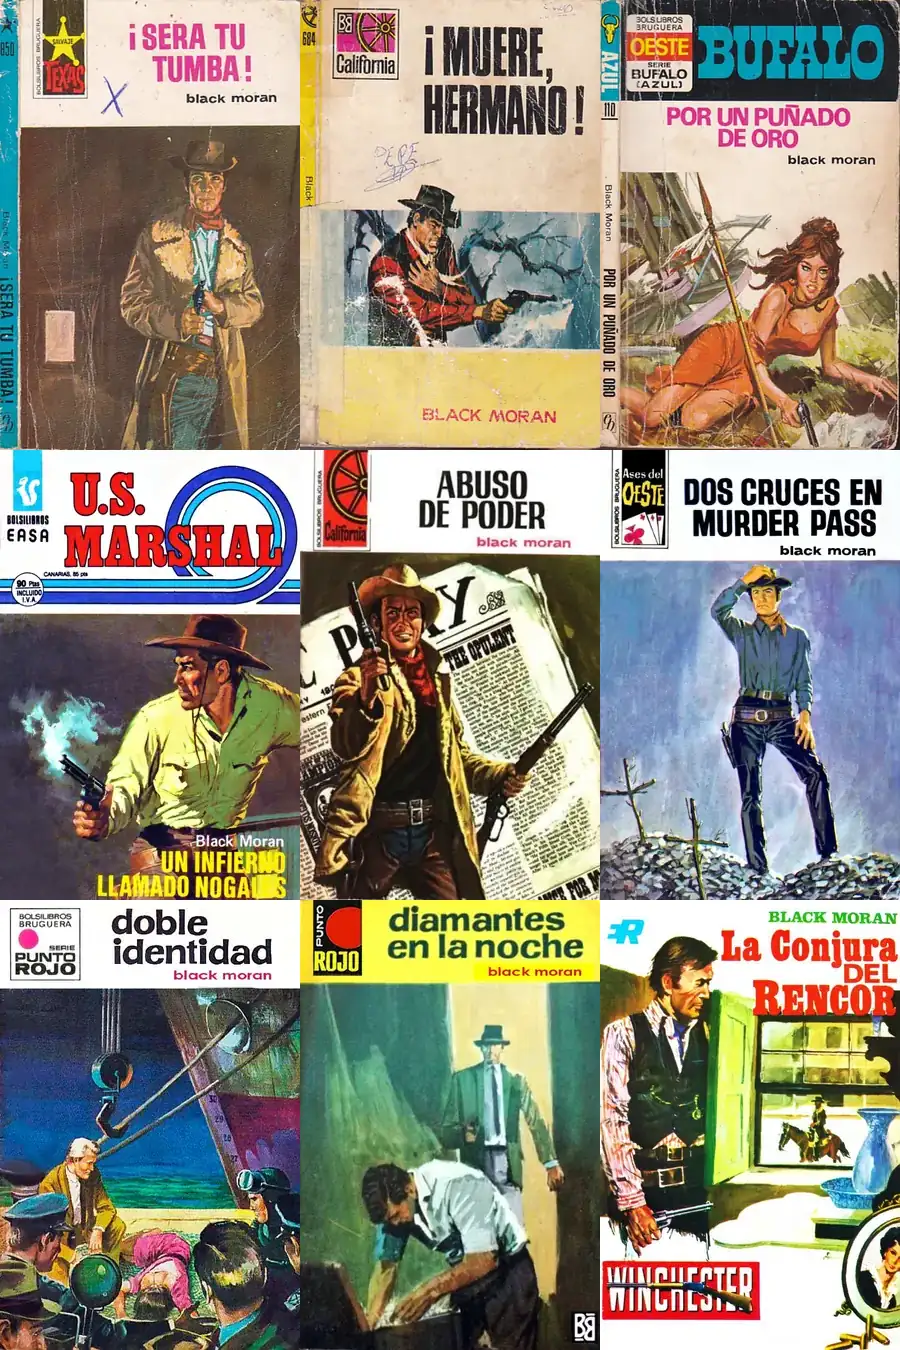 850
Black Moran
¡SERA TU TUMBA!
BOLSILIBROS BRUGUERA
SALVAJE
TEXAS
¡SERA TU
TUMBA!
black moran
684
Black
BB
California
¡MUERE,
HERMANO!
BLACK MORAN
AZUL
110
Black Moran
POR UN PUÑADO DE ORO
BOLSILIBROS
BRUGUERA
OESTE
SERIE
BUFALO
(AZUL)
BUFALO
POR UN PUÑADO
DE ORO
black moran
BOLSILIBROS
EASA
U.S.
MARSHAL
CANARIAS, 85 pts
90 Ptas
INCLUIDO
I.V.A.
Black Moran
UN INFIERNO
LLAMADO NOGALES
BOLSILIBROS BRUGUERA
California
ABUSO
DE PODER
black moran
THE OPULENT
BOLSILIBROS BRUGUERA
Ases del
OESTE
DOS CRUCES EN
MURDER PASS
black moran
BOLSILIBROS
BRUGUERA
SERIE
PUNTO
ROJO
doble
identidad
black moran
PUNTO
ROJO
diamantes
en la noche
black moran
BB
R
BLACK MORAN
La Conjura
DEL
RENCOR
WINCHESTER